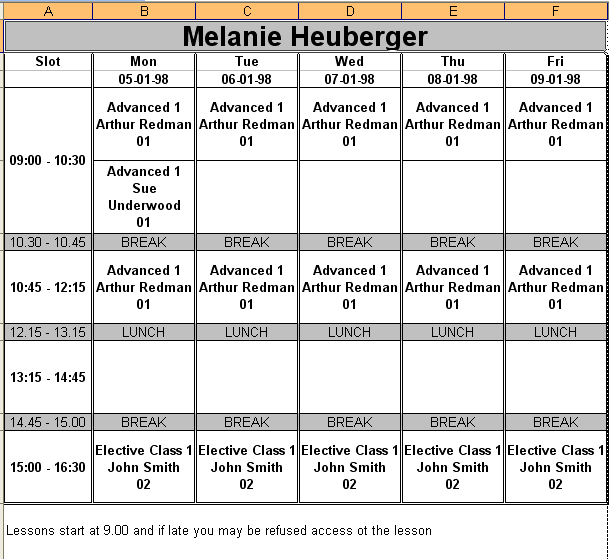 A B C D E F
Melanie Heuberger
Slot Mon Tue Wed Thu Fri
05-01-98 06-01-98 07-01-98 08-01-98 09-01-98
09:00 - 10:30
Advanced 1 Advanced 1 Advanced 1 Advanced 1 Advanced 1
Arthur Redman Arthur Redman Arthur Redman Arthur Redman Arthur Redman
01 01 01 01 01
Advanced 1
Sue
Underwood
01
10.30 - 10.45 BREAK BREAK BREAK BREAK BREAK
Advanced 1 Advanced 1 Advanced 1 Advanced 1 Advanced 1
10:45 - 12:15 Arthur Redman Arthur Redman Arthur Redman Arthur Redman Arthur Redman
01 01 01 01 01
12.15 - 13.15 LUNCH LUNCH LUNCH LUNCH LUNCH
13:15 - 14:45
14.45 - 15.00 BREAK BREAK BREAK BREAK BREAK
Elective Class 1 Elective Class 1 Elective Class 1 Elective Class 1 Elective Class 1
15:00 - 16:30 John Smith John Smith John Smith John Smith John Smith
02 02 02 02 02
Lessons start at 9.00 and if late you may be refused access ot the lesson